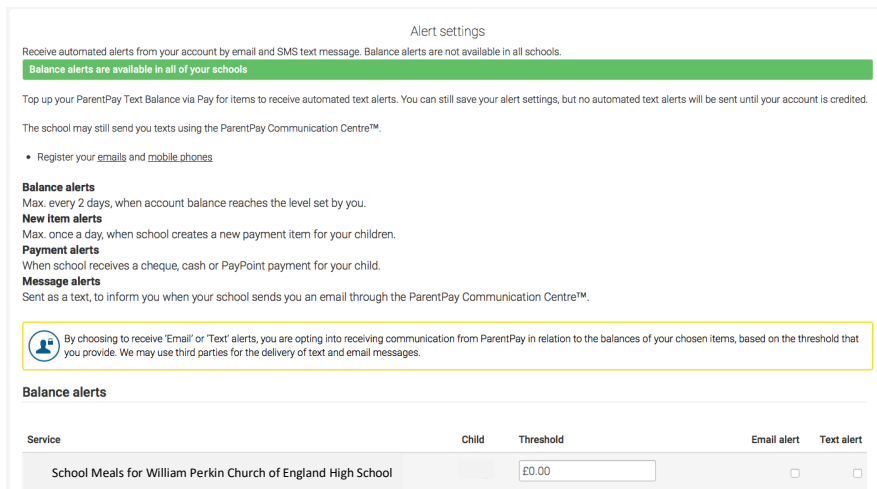 Alert settings
Receive automated alerts from your account by email and SMS text message. Balance alerts are not available in all schools.
Balance alerts are available in all of your schools
Top up your ParentPay Text Balance via Pay for items to receive automated text alerts. You can still save your alert settings, but no automated text alerts will be sent until your account is credited.
The school may still send you texts using the ParentPay Communication Centre™.
• Register your emails and mobile phones
Balance alerts
Max. every 2 days, when account balance reaches the level set by you.
New item alerts
Max. once a day, when school creates a new payment item for your children.
Payment alerts
When school receives a cheque, cash or PayPoint payment for your child.
Message alerts
Sent as a text, to inform you when your school sends you an email through the ParentPay Communication Centre™.
By choosing to receive 'Email' or 'Text' alerts, you are opting into receiving communication from ParentPay in relation to the balances of your chosen items, based on the threshold that
you provide. We may use third parties for the delivery of text and email messages.
Balance alerts
Service Child Threshold Email alert Text alert
School Meals for William Perkin Church of England High School £0.00